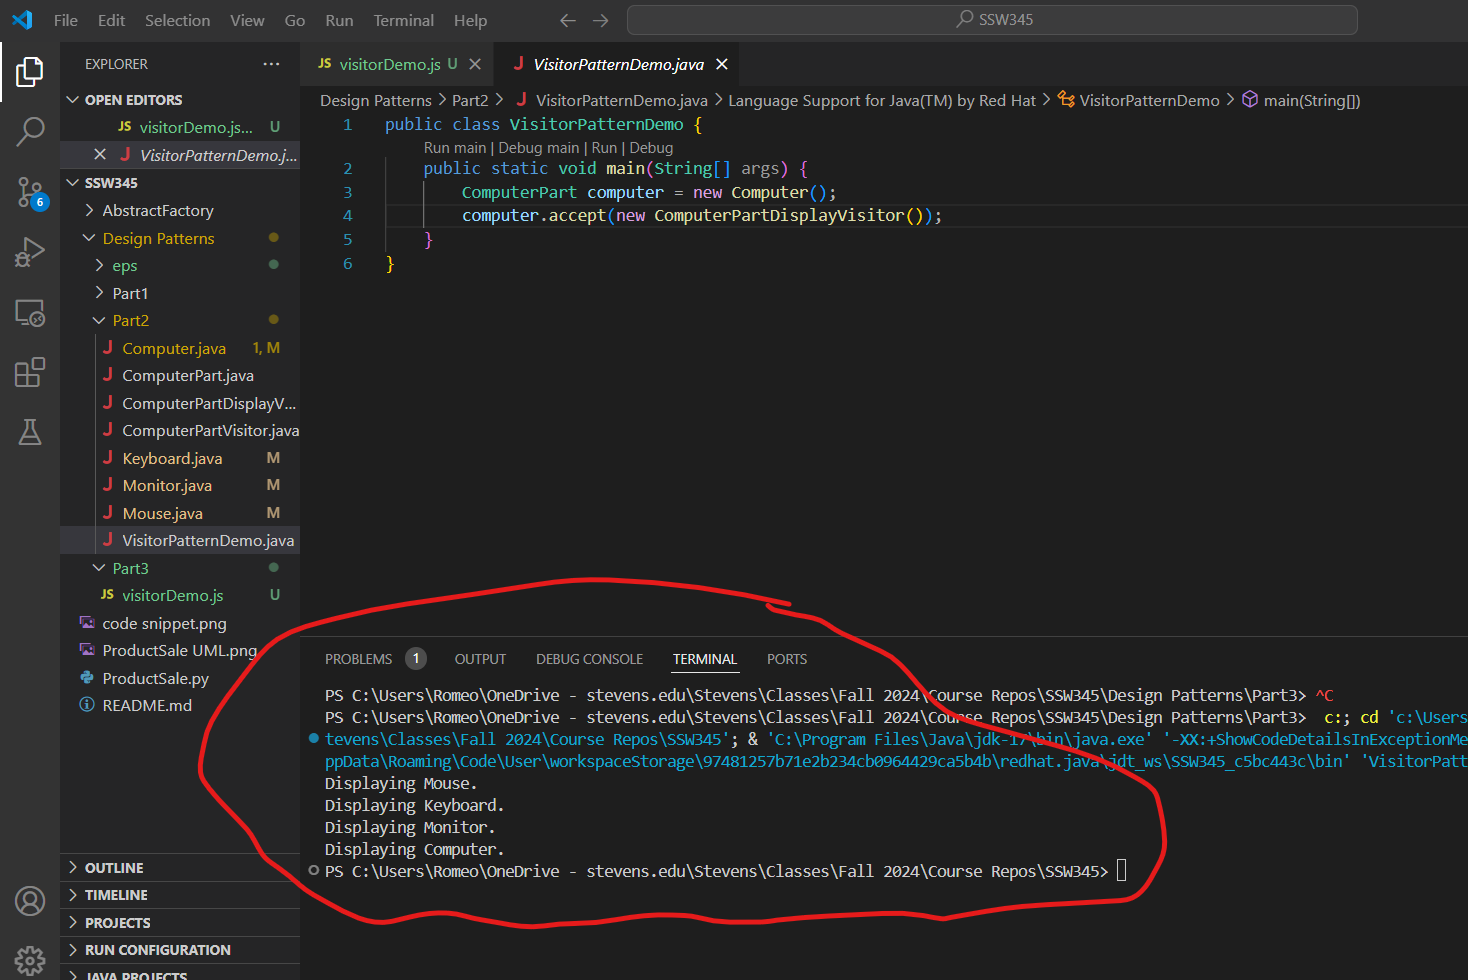 File Edit Selection View Go Run Terminal Help
SSW345
EXPLORER
OPEN EDITORS
JS visitorDemo.js... U
J VisitorPatternDemo.j...
SSW345
AbstractFactory
Design Patterns
eps
Part1
Part2
J Computer.java 1, M
J ComputerPart.java
J ComputerPartDisplayV...
J ComputerPartVisitor.java
J Keyboard.java M
J Monitor.java M
J Mouse.java M
J VisitorPatternDemo.java
Part3
JS visitorDemo.js U
code snippet.png
ProductSale UML.png
ProductSale.py
README.md
OUTLINE
TIMELINE
PROJECTS
RUN CONFIGURATION
JAVA PROJECTS
6
JS visitorDemo.js U
J VisitorPatternDemo.java
Design Patterns > Part2 > J VisitorPatternDemo.java > Language Support for Java(TM) by Red Hat > VisitorPatternDemo > main(String[])
1 public class VisitorPatternDemo {
Run main | Debug main | Run | Debug
2 public static void main(String[] args) {
3 ComputerPart computer = new Computer();
4 computer.accept(new ComputerPartDisplayVisitor());
5 }
6 }
PROBLEMS 1 OUTPUT DEBUG CONSOLE TERMINAL PORTS
PS C:\Users\Romeo\OneDrive - stevens.edu\Stevens\Classes\Fall 2024\Course Repos\SSW345\Design Patterns\Part3> ^C
PS C:\Users\Romeo\OneDrive - stevens.edu\Stevens\Classes\Fall 2024\Course Repos\SSW345\Design Patterns\Part3> c:; cd 'c:\Users
tevens\Classes\Fall 2024\Course Repos\SSW345'; & 'C:\Program Files\Java\jdk-17\bin\java.exe' '-XX:+ShowCodeDetailsInExceptionMe
ppData\Roaming\Code\User\workspaceStorage\97481257b71e2b234cb0964429ca5b4b\redhat.java\jdt_ws\SSW345_c5bc443c\bin' 'VisitorPatt
Displaying Mouse.
Displaying Keyboard.
Displaying Monitor.
Displaying Computer.
PS C:\Users\Romeo\OneDrive - stevens.edu\Stevens\Classes\Fall 2024\Course Repos\SSW345>